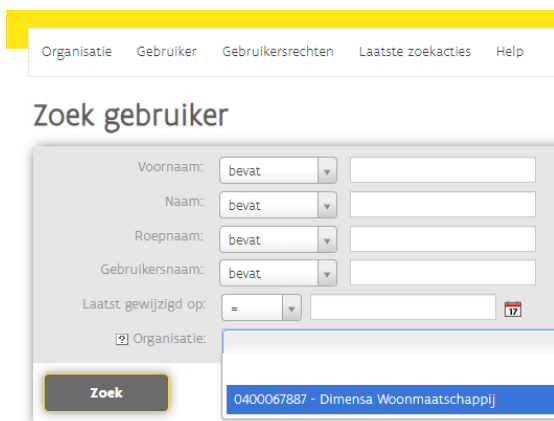 Organisatie Gebruiker Gebruikersrechten Laatste zoekacties Help
Zoek gebruiker
Voornaam: bevat
Naam: bevat
Roepnaam: bevat
Gebruikersnaam: bevat
Laatst gewijzigd op: = 17
? Organisatie:
Zoek
0400067887 - Dimensa Woonmaatschappij